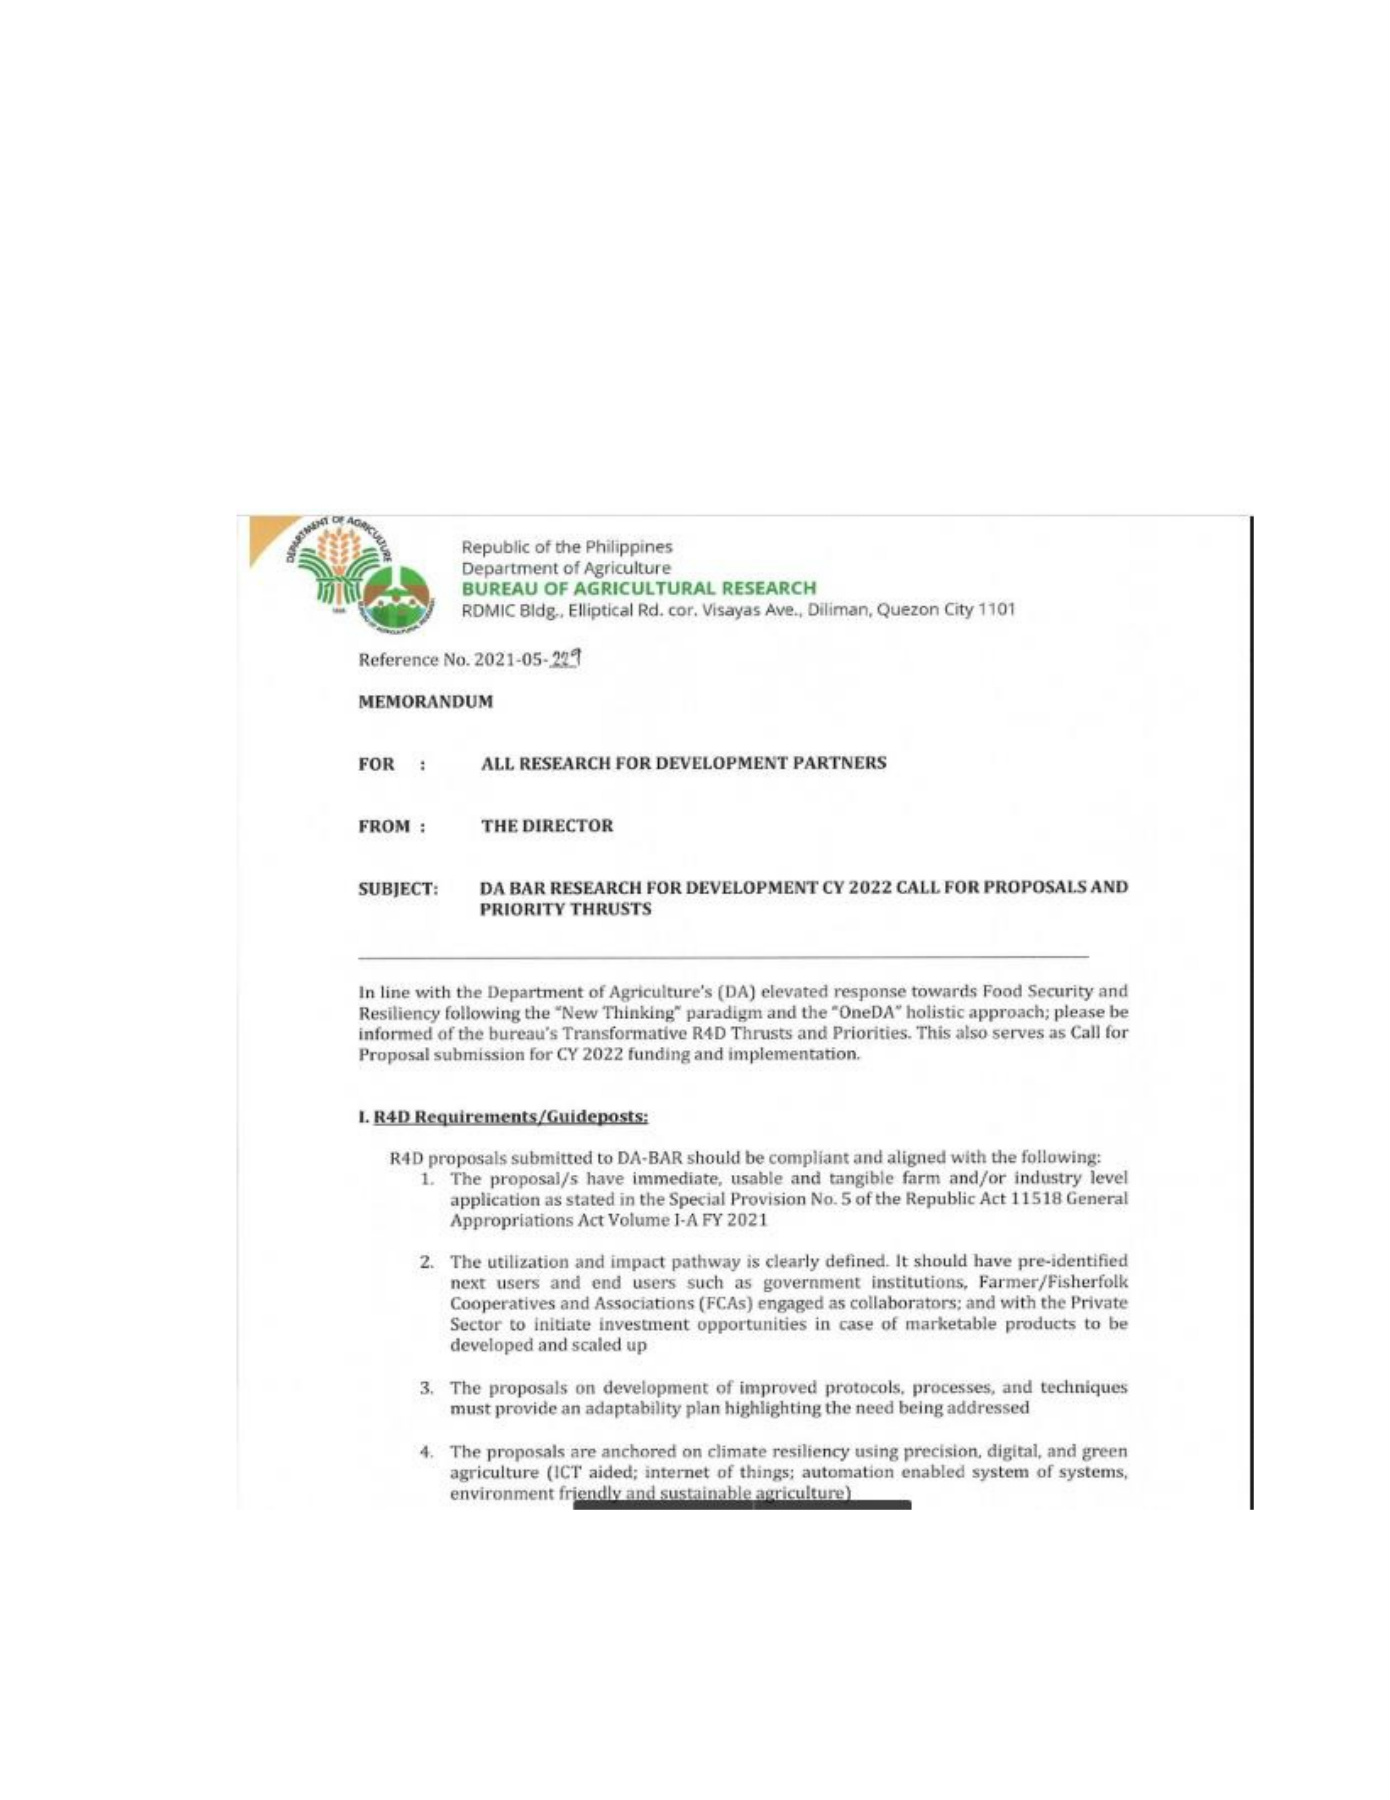 DEPARTMENT OF AGRICULTURE
1898
BUREAU OF AGRICULTURAL RESEARCH
Republic of the Philippines
Department of Agriculture
BUREAU OF AGRICULTURAL RESEARCH
RDMIC Bldg., Elliptical Rd. cor. Visayas Ave., Diliman, Quezon City 1101
Reference No. 2021-05-229
MEMORANDUM
FOR : ALL RESEARCH FOR DEVELOPMENT PARTNERS
FROM : THE DIRECTOR
SUBJECT: DA BAR RESEARCH FOR DEVELOPMENT CY 2022 CALL FOR PROPOSALS AND
PRIORITY THRUSTS
In line with the Department of Agriculture's (DA) elevated response towards Food Security and
Resiliency following the "New Thinking" paradigm and the "OneDA" holistic approach; please be
informed of the bureau's Transformative R4D Thrusts and Priorities. This also serves as Call for
Proposal submission for CY 2022 funding and implementation.
I. R4D Requirements/Guideposts:
R4D proposals submitted to DA-BAR should be compliant and aligned with the following:
1. The proposal/s have immediate, usable and tangible farm and/or industry level
application as stated in the Special Provision No. 5 of the Republic Act 11518 General
Appropriations Act Volume I-A FY 2021
2. The utilization and impact pathway is clearly defined. It should have pre-identified
next users and end users such as government institutions, Farmer/Fisherfolk
Cooperatives and Associations (FCAs) engaged as collaborators; and with the Private
Sector to initiate investment opportunities in case of marketable products to be
developed and scaled up
3. The proposals on development of improved protocols, processes, and techniques
must provide an adaptability plan highlighting the need being addressed
4. The proposals are anchored on climate resiliency using precision, digital, and green
agriculture (ICT aided; internet of things; automation enabled system of systems,
environment friendly and sustainable agriculture)